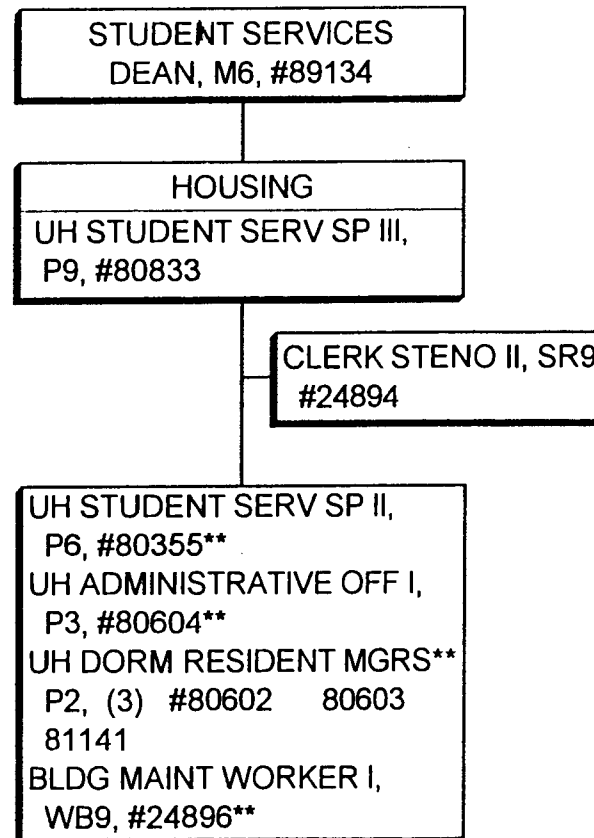 STUDENT SERVICES
DEAN, M6, #89134
HOUSING
UH STUDENT SERV SP III,
P9, #80833
CLERK STENO II, SR9
#24894
UH STUDENT SERV SP II,
P6, #80355**
UH ADMINISTRATIVE OFF I,
P3, #80604**
UH DORM RESIDENT MGRS**
P2, (3) #80602 80603
81141
BLDG MAINT WORKER I,
WB9, #24896**